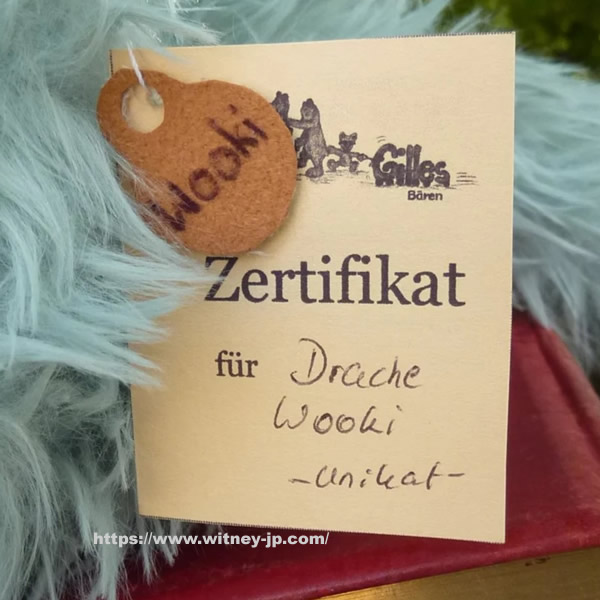 Wooki
Gilles
Bären
Zertifikat
für Drache
Wooki
-Unikat-
https://www.witney-jp.com/